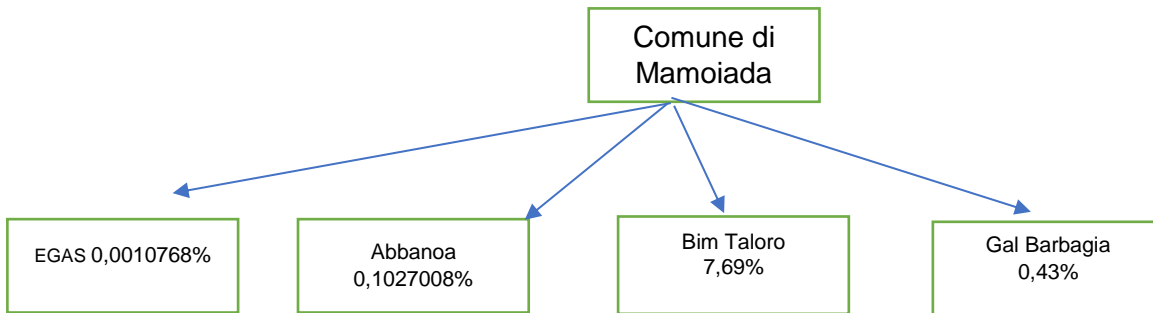 Comune di
Mamoiada
EGAS 0,0010768%
Abbanoa
0,1027008%
Bim Taloro
7,69%
Gal Barbagia
0,43%